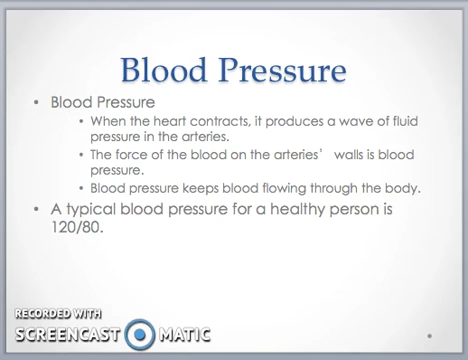 Blood Pressure
• Blood Pressure
• When the heart contracts, it produces a wave of fluid
pressure in the arteries.
• The force of the blood on the arteries’ walls is blood
pressure.
• Blood pressure keeps blood flowing through the body.
• A typical blood pressure for a healthy person is
120/80.
RECORDED WITH
SCREENCAST MATIC